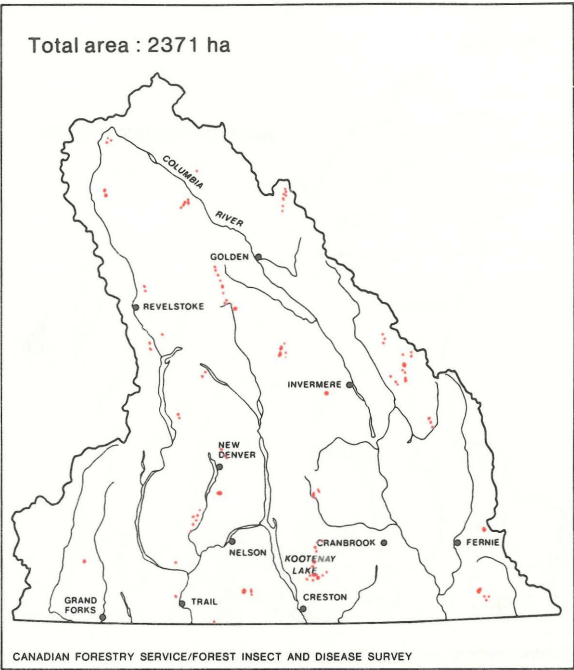 Total area : 2371 ha
COLUMBIA
RIVER
GOLDEN
REVELSTOKE
INVERMERE
NEW
DENVER
NELSON
CRANBROOK
FERNIE
KOOTENAY
LAKE
GRAND
FORKS
TRAIL
CRESTON
CANADIAN FORESTRY SERVICE/FOREST INSECT AND DISEASE SURVEY